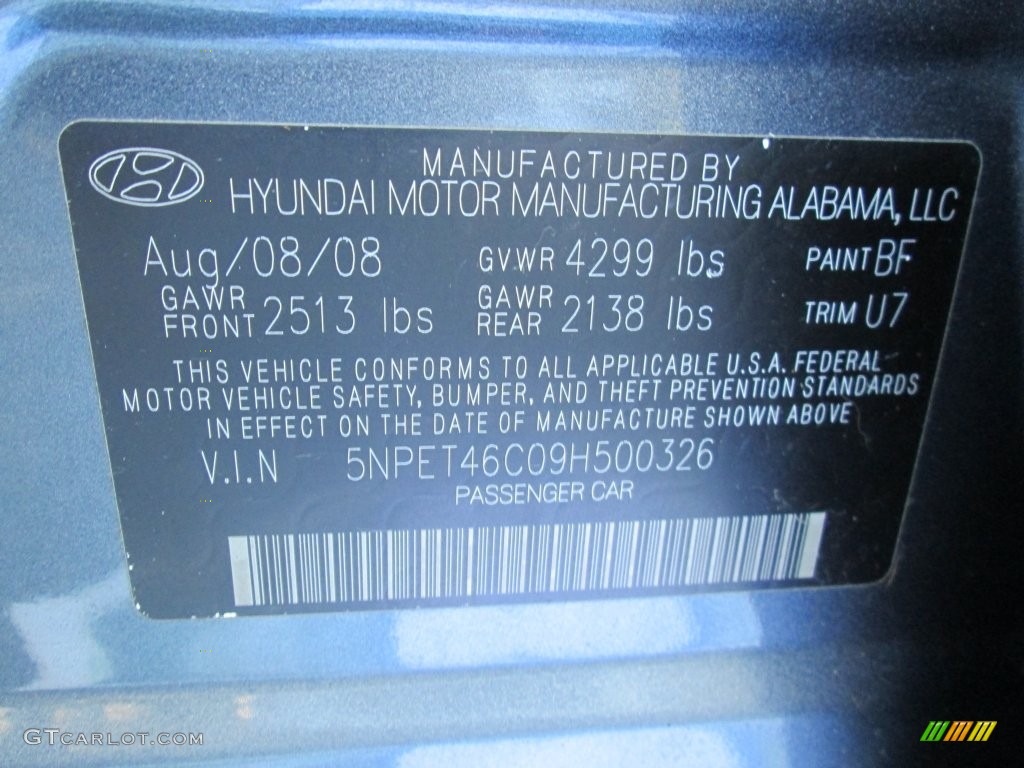 MANUFACTURED BY
HYUNDAI MOTOR MANUFACTURING ALABAMA, LLC
Aug/08/08 GVWR 4299 lbs PAINT BF
GAWR FRONT 2513 lbs GAWR REAR 2138 lbs TRIM U7
THIS VEHICLE CONFORMS TO ALL APPLICABLE U.S.A. FEDERAL
MOTOR VEHICLE SAFETY, BUMPER, AND THEFT PREVENTION STANDARDS
IN EFFECT ON THE DATE OF MANUFACTURE SHOWN ABOVE
V.I.N 5NPET46C09H500326
PASSENGER CAR
GTCARLOT.COM